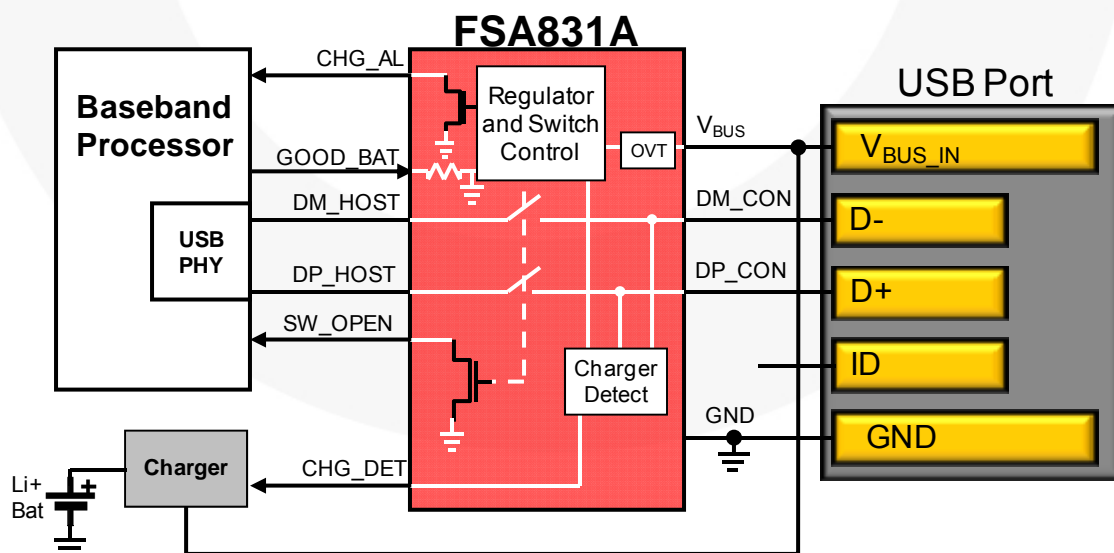 FSA831A
CHG_AL
Baseband
Processor
GOOD_BAT
DM_HOST
USB
PHY
DP_HOST
SW_OPEN
Charger
CHG_DET
Li+
Bat
+
Regulator
and Switch
Control
OVT
Charger
Detect
VBUS
DM_CON
DP_CON
GND
USB Port
VBUS_IN
D-
D+
ID
GND